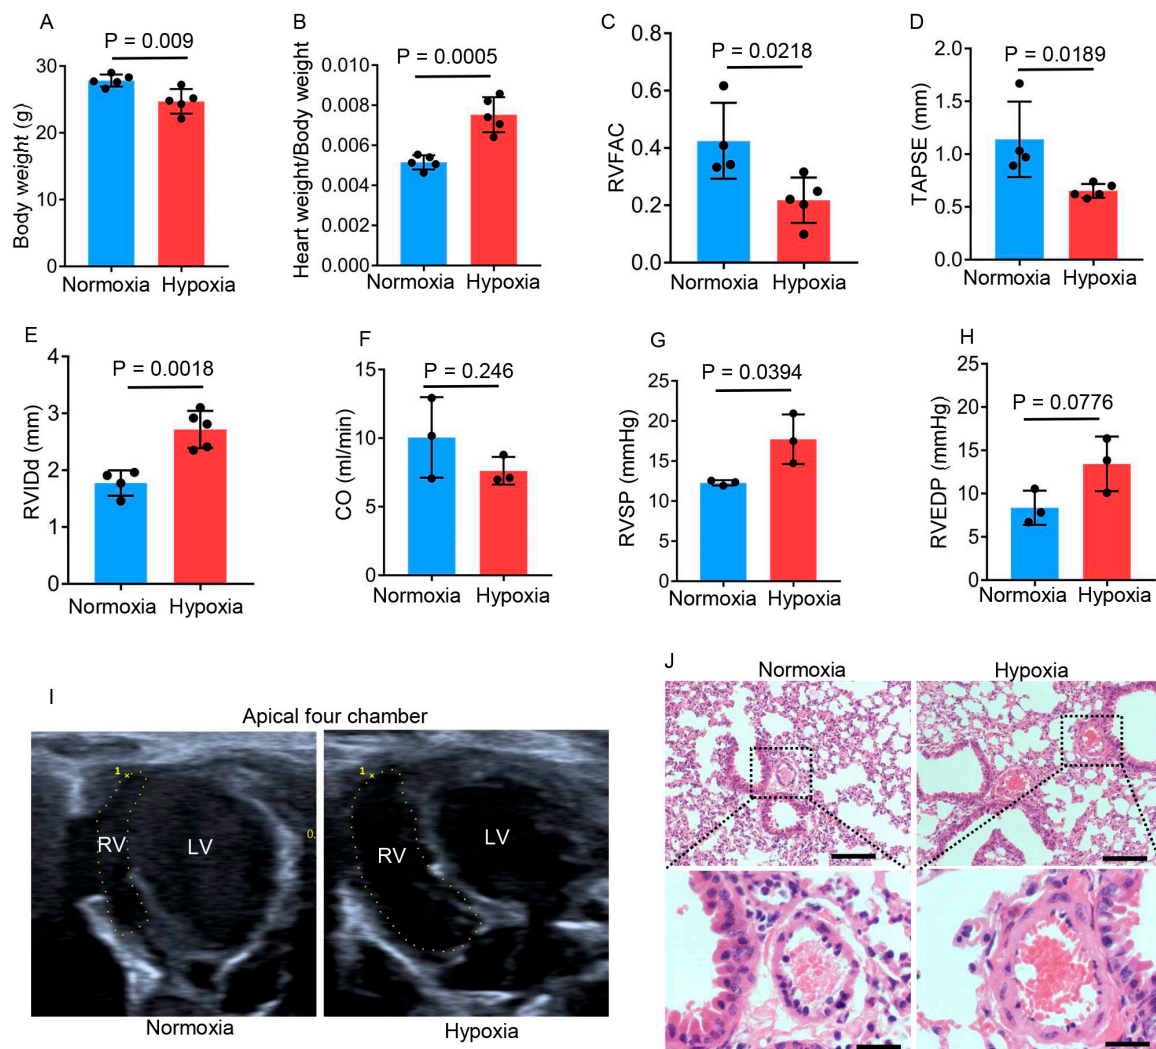 A
P = 0.009
Body weight (g)
30
20
10
0
Normoxia Hypoxia
B
P = 0.0005
Heart weight/Body weight
0.010
0.008
0.006
0.004
0.002
0.000
Normoxia Hypoxia
C
P = 0.0218
RVFAC
0.8
0.6
0.4
0.2
0.0
Normoxia Hypoxia
D
P = 0.0189
TAPSE (mm)
2.0
1.5
1.0
0.5
0.0
Normoxia Hypoxia
E
P = 0.0018
RVIDd (mm)
4
3
2
1
0
Normoxia Hypoxia
F
P = 0.246
CO (ml/min)
15
10
5
0
Normoxia Hypoxia
G
P = 0.0394
RVSP (mmHg)
25
20
15
10
5
0
Normoxia Hypoxia
H
P = 0.0776
RVEDP (mmHg)
25
20
15
10
5
0
Normoxia Hypoxia
I
Apical four chamber
1
RV
LV
0.
1
RV
LV
Normoxia
Hypoxia
J
Normoxia
Hypoxia